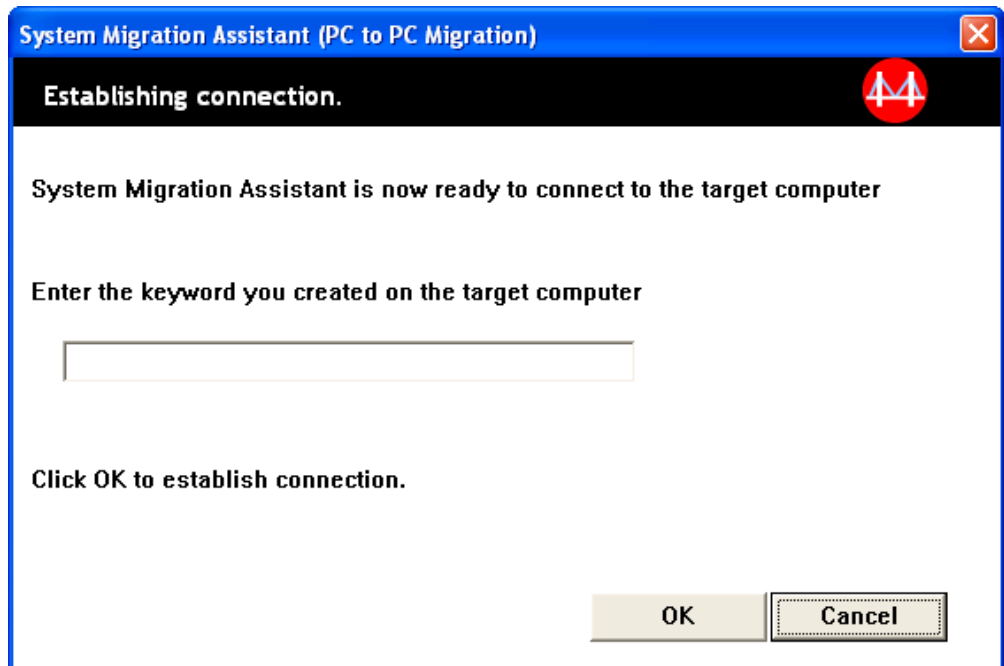 System Migration Assistant (PC to PC Migration)
Establishing connection.
System Migration Assistant is now ready to connect to the target computer
Enter the keyword you created on the target computer
Click OK to establish connection.
OK
Cancel